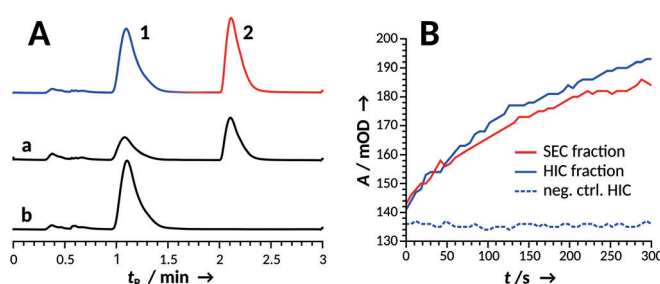 A
1
2
a
b
0
0.5
1
1.5
2
2.5
3
tR / min →
B
200
190
180
170
160
150
140
130
A / mOD →
SEC fraction
HIC fraction
neg. ctrl. HIC
0
50
100
150
200
250
300
t /s →